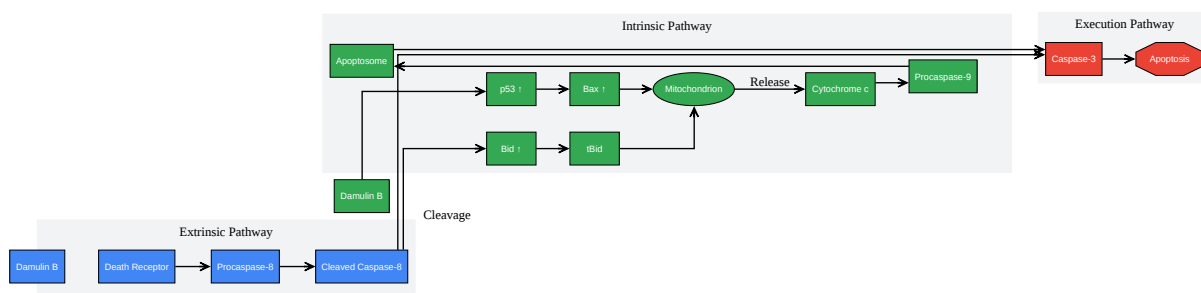 Intrinsic Pathway
Execution Pathway
Apoptosome
Caspase-3
Apoptosis
p53 ↑
Bax ↑
Mitochondrion
Release
Cytochrome c
Procaspase-9
Bid ↑
tBid
Damulin B
Cleavage
Extrinsic Pathway
Damulin B
Death Receptor
Procaspase-8
Cleaved Caspase-8